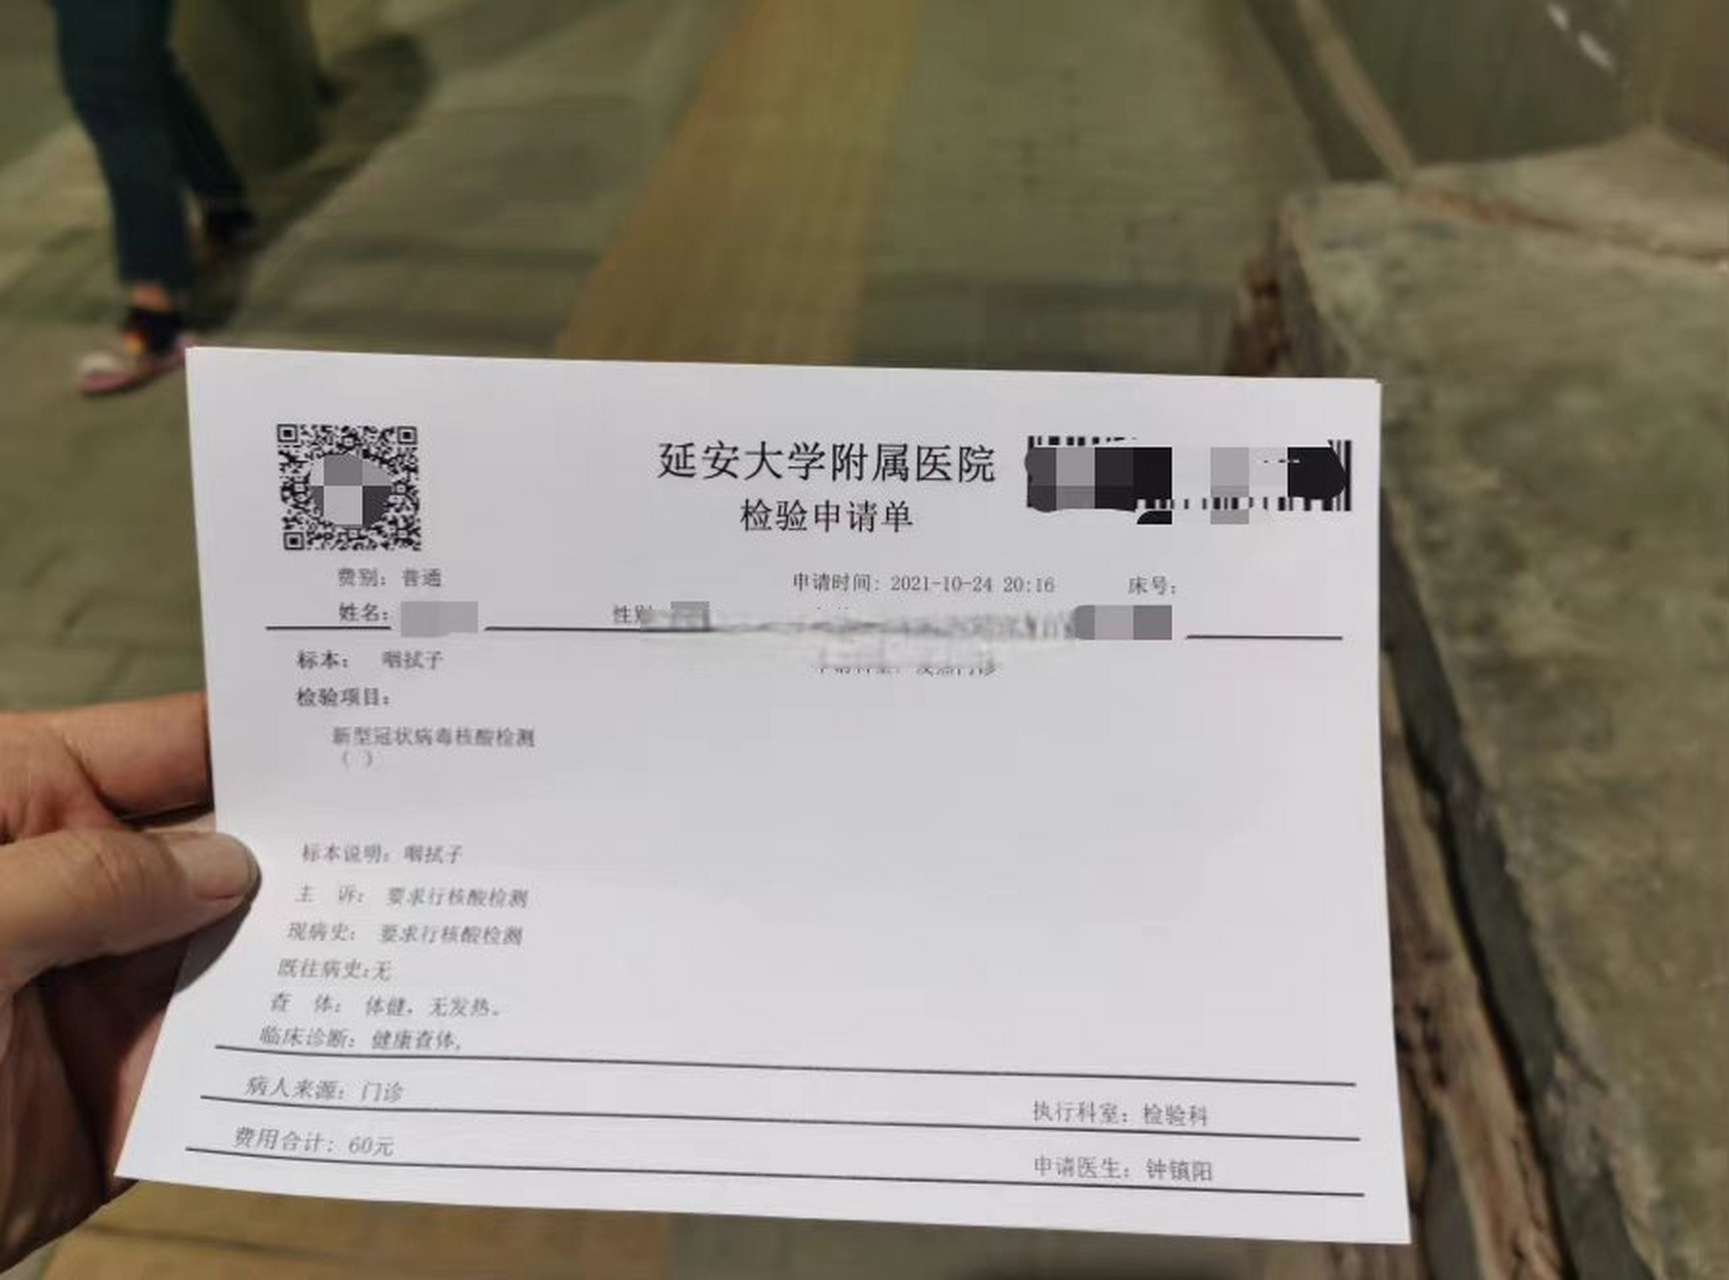 延安大学附属医院
检验申请单
费别：普通 申请时间：2021-10-24 20:16 床号：
姓名： 性别
标本： 咽拭子
检验项目：
新型冠状病毒核酸检测
（ ）
标本说明：咽拭子
主 诉： 要求行核酸检测
现病史： 要求行核酸检测
既往病史：无
查 体： 体健，无发热。
临床诊断：健康查体，
病人来源：门诊 执行科室：检验科
费用合计：60元 申请医生：钟镇阳